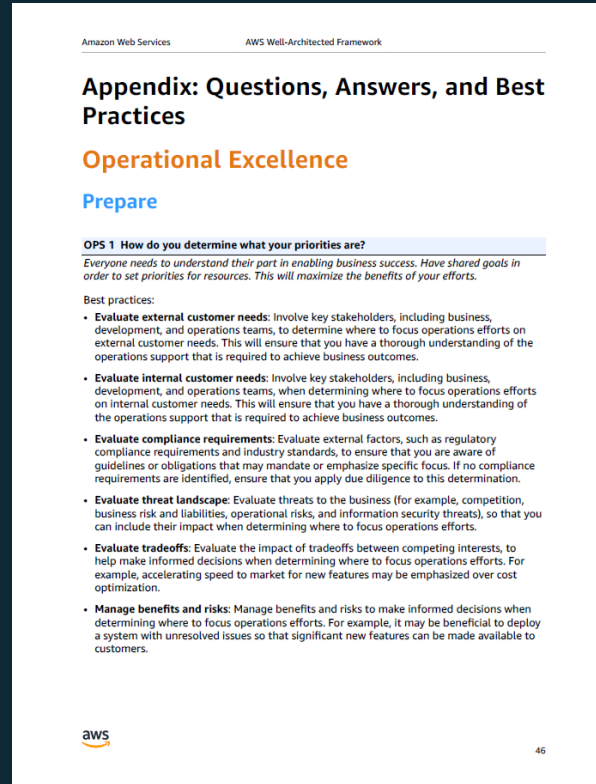 Amazon Web Services AWS Well-Architected Framework
Appendix: Questions, Answers, and Best
Practices
Operational Excellence
Prepare
OPS 1 How do you determine what your priorities are?
Everyone needs to understand their part in enabling business success. Have shared goals in
order to set priorities for resources. This will maximize the benefits of your efforts.
Best practices:
• Evaluate external customer needs: Involve key stakeholders, including business,
development, and operations teams, to determine where to focus operations efforts on
external customer needs. This will ensure that you have a thorough understanding of the
operations support that is required to achieve business outcomes.
• Evaluate internal customer needs: Involve key stakeholders, including business,
development, and operations teams, when determining where to focus operations efforts
on internal customer needs. This will ensure that you have a thorough understanding of
the operations support that is required to achieve business outcomes.
• Evaluate compliance requirements: Evaluate external factors, such as regulatory
compliance requirements and industry standards, to ensure that you are aware of
guidelines or obligations that may mandate or emphasize specific focus. If no compliance
requirements are identified, ensure that you apply due diligence to this determination.
• Evaluate threat landscape: Evaluate threats to the business (for example, competition,
business risk and liabilities, operational risks, and information security threats), so that you
can include their impact when determining where to focus operations efforts.
• Evaluate tradeoffs: Evaluate the impact of tradeoffs between competing interests, to
help make informed decisions when determining where to focus operations efforts. For
example, accelerating speed to market for new features may be emphasized over cost
optimization.
• Manage benefits and risks: Manage benefits and risks to make informed decisions when
determining where to focus operations efforts. For example, it may be beneficial to deploy
a system with unresolved issues so that significant new features can be made available to
customers.
aws
46